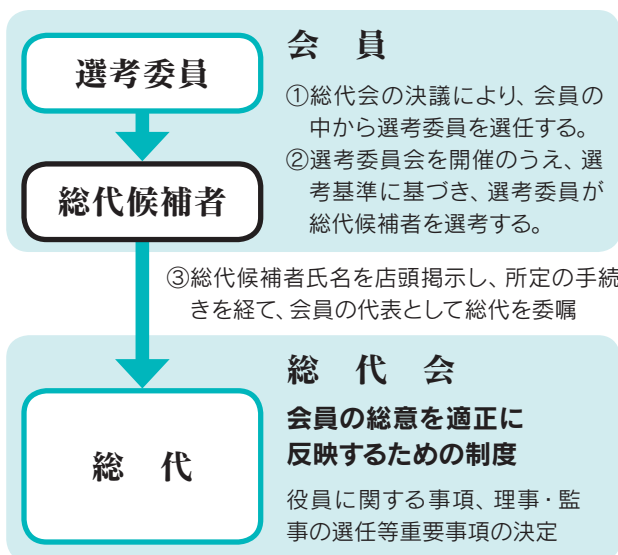 選考委員
会 員
①総代会の決議により、会員の
中から選考委員を選任する。
②選考委員会を開催のうえ、選
考基準に基づき、選考委員が
総代候補者を選考する。
総代候補者
③総代候補者氏名を店頭掲示し、所定の手続
きを経て、会員の代表として総代を委嘱
総 代 会
会員の総意を適正に
反映するための制度
役員に関する事項、理事・監
事の選任等重要事項の決定
総 代